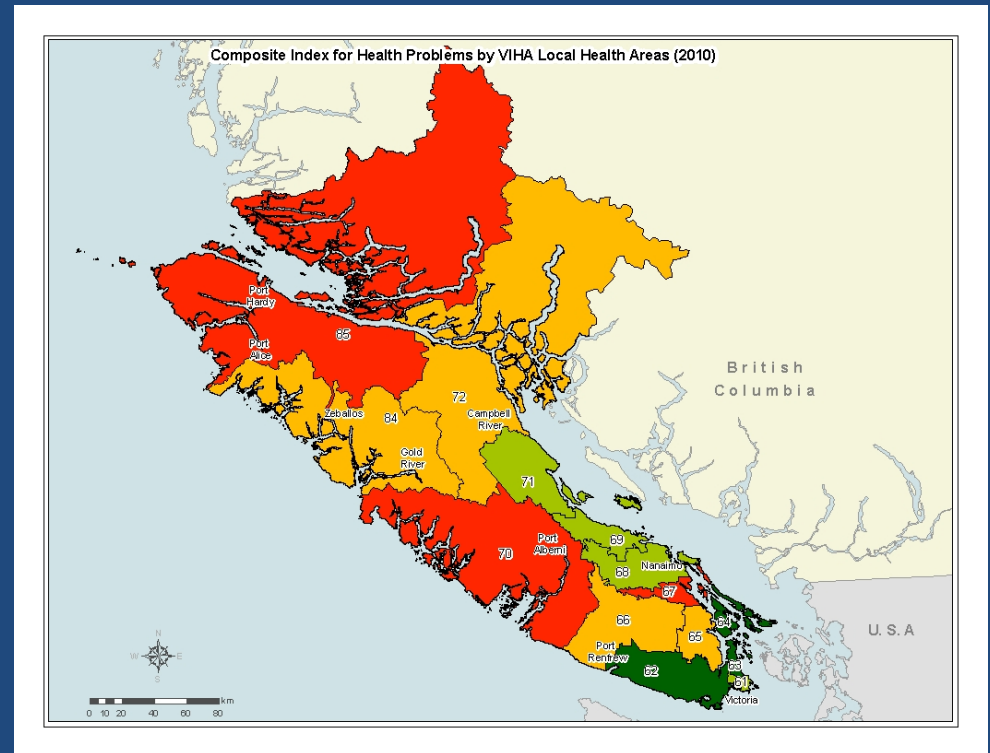 Composite Index for Health Problems by VIHA Local Health Areas (2010)
Port
Hardy
85
Port
Alice
British
Columbia
72
Zeballos
84
Campbell
River
Gold
River
71
Port
Alberni
70
69
Nanaimo
68
67
66
64
65
U. S. A
Port
Renfrew
62
63
61
Victoria
N
W
E
S
km
0 10 20 40 60 80